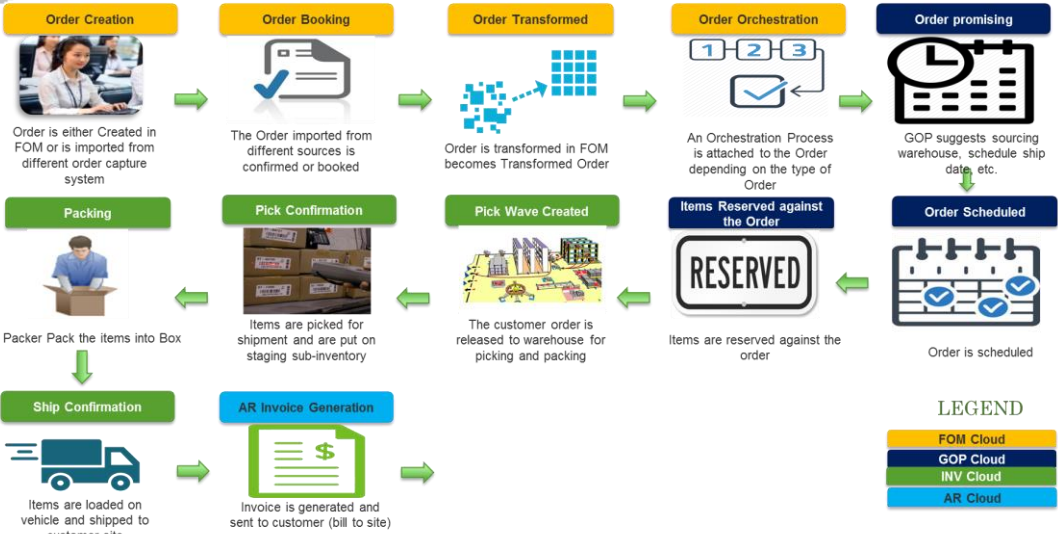 Order Creation
Order is either Created in
FOM or is imported from
different order capture
system
Order Booking
The Order imported from
different sources is
confirmed or booked
Order Transformed
Order is transformed in FOM
becomes Transformed Order
Order Orchestration
1 2 3
An Orchestration Process
is attached to the Order
depending on the type of
Order
Order promising
GOP suggests sourcing
warehouse, schedule ship
date, etc.
Order Scheduled
Order is scheduled
Items Reserved against
the Order
RESERVED
Items are reserved against the
order
Pick Wave Created
The customer order is
released to warehouse for
picking and packing
Pick Confirmation
Items are picked for
shipment and are put on
staging sub-inventory
Packing
Packer Pack the items into Box
Ship Confirmation
Items are loaded on
vehicle and shipped to
customer site
AR Invoice Generation
$
Invoice is generated and
sent to customer (bill to site)
LEGEND
FOM Cloud
GOP Cloud
INV Cloud
AR Cloud